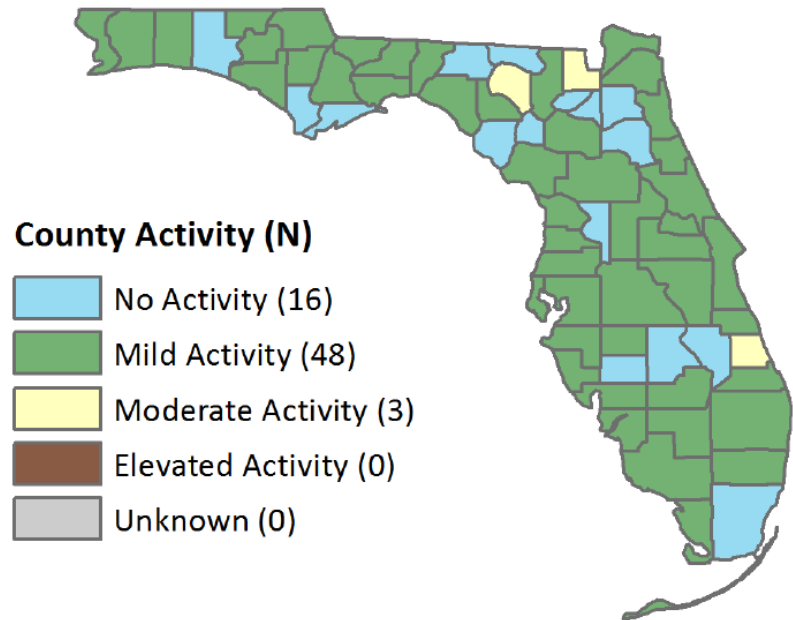 County Activity (N)
No Activity (16)
Mild Activity (48)
Moderate Activity (3)
Elevated Activity (0)
Unknown (0)